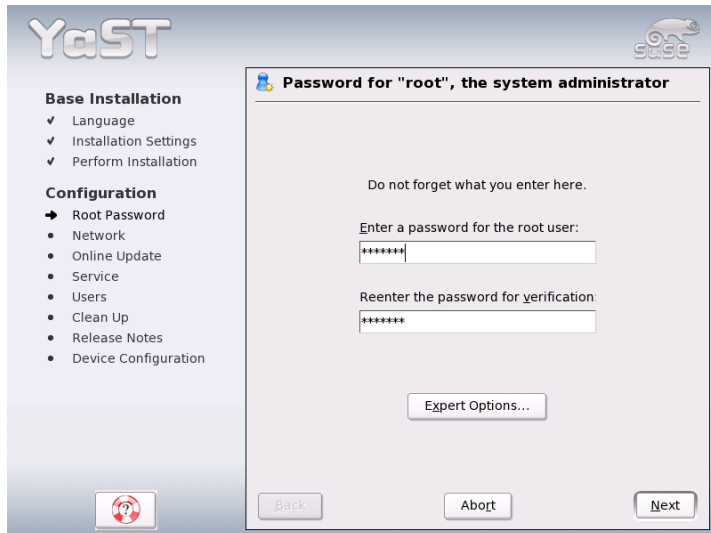 YaST
SUSE
Base Installation
Language
Installation Settings
Perform Installation
Configuration
Root Password
Network
Online Update
Service
Users
Clean Up
Release Notes
Device Configuration
Password for "root", the system administrator
Do not forget what you enter here.
Enter a password for the root user:
*******
Reenter the password for verification:
*******
Expert Options...
Back
Abort
Next